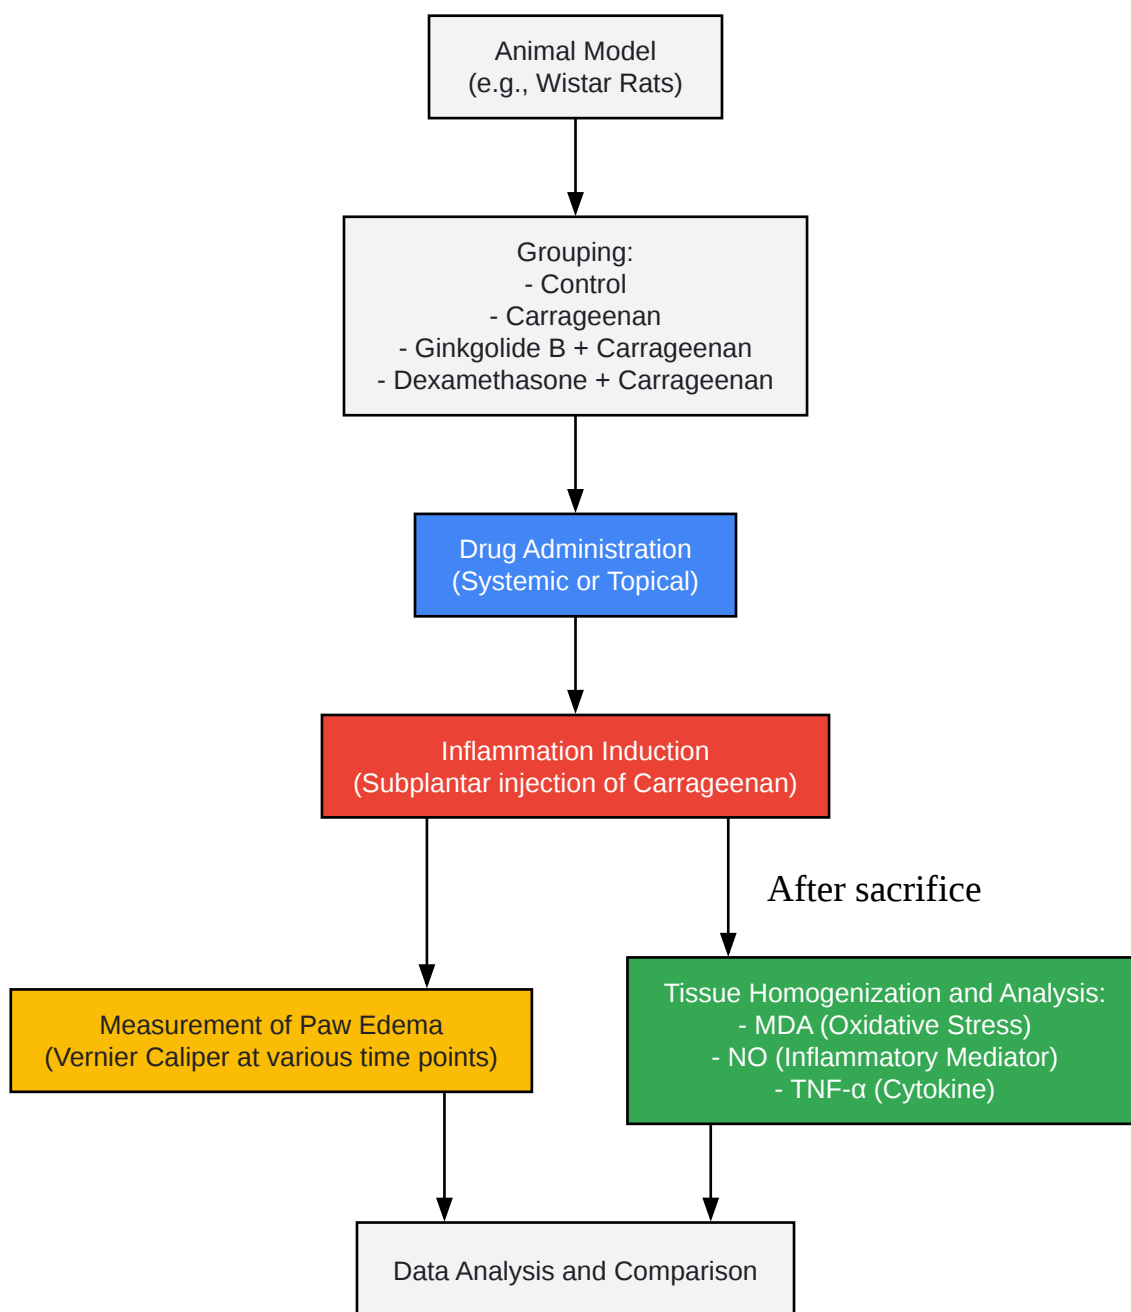 Animal Model
(e.g., Wistar Rats)
Grouping:
- Control
- Carrageenan
- Ginkgolide B + Carrageenan
- Dexamethasone + Carrageenan
Drug Administration
(Systemic or Topical)
Inflammation Induction
(Subplantar injection of Carrageenan)
After sacrifice
Measurement of Paw Edema
(Vernier Caliper at various time points)
Tissue Homogenization and Analysis:
- MDA (Oxidative Stress)
- NO (Inflammatory Mediator)
- TNF-α (Cytokine)
Data Analysis and Comparison